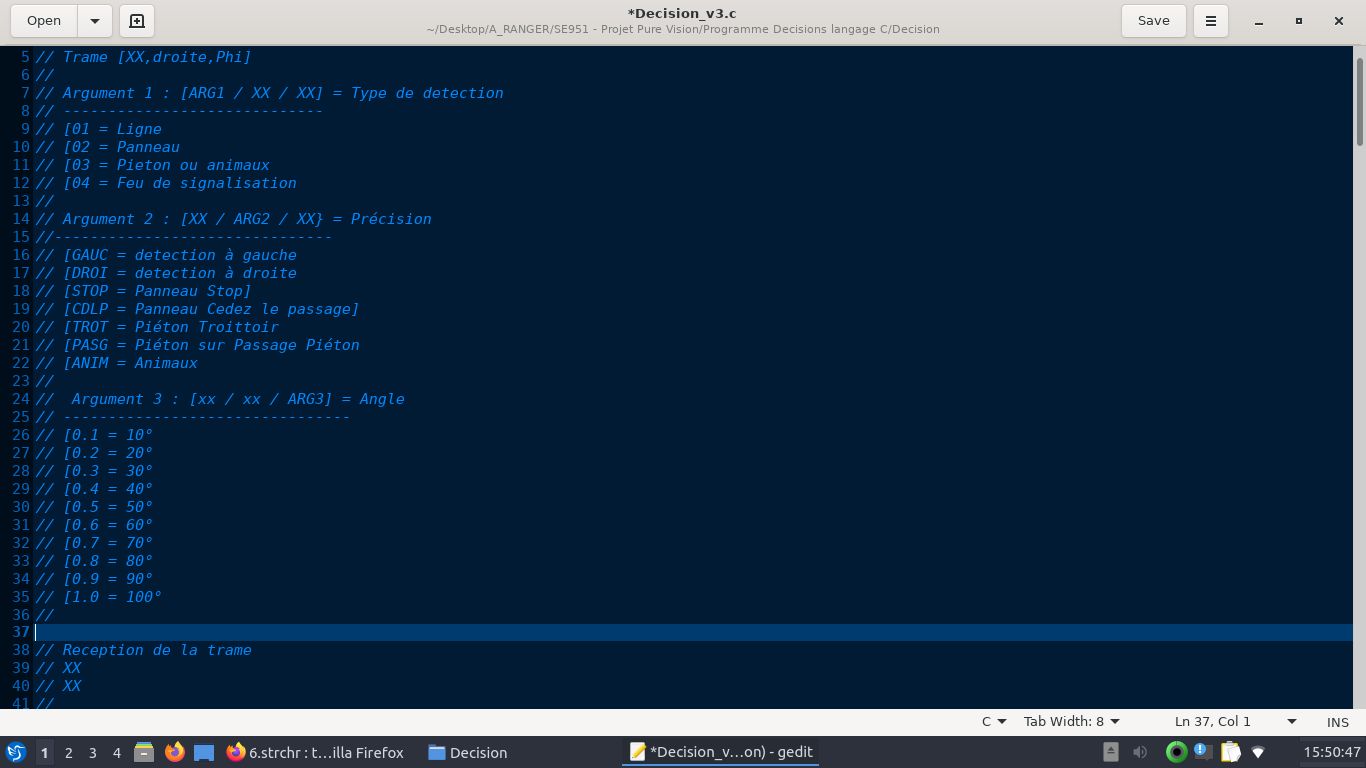 Open
*Decision_v3.c
~/Desktop/A_RANGER/SE951 - Projet Pure Vision/Programme Decisions langage C/Decision
Save
5 // Trame [XX,droite,Phi]
6 //
7 // Argument 1 : [ARG1 / XX / XX] = Type de detection
8 // -----------------------------
9 // [01 = Ligne
10 // [02 = Panneau
11 // [03 = Pieton ou animaux
12 // [04 = Feu de signalisation
13 //
14 // Argument 2 : [XX / ARG2 / XX} = Précision
15 //-------------------------------
16 // [GAUC = detection à gauche
17 // [DROI = detection à droite
18 // [STOP = Panneau Stop]
19 // [CDLP = Panneau Cedez le passage]
20 // [TROT = Piéton Troittoir
21 // [PASG = Piéton sur Passage Piéton
22 // [ANIM = Animaux
23 //
24 //  Argument 3 : [xx / xx / ARG3] = Angle
25 // --------------------------------
26 // [0.1 = 10°
27 // [0.2 = 20°
28 // [0.3 = 30°
29 // [0.4 = 40°
30 // [0.5 = 50°
31 // [0.6 = 60°
32 // [0.7 = 70°
33 // [0.8 = 80°
34 // [0.9 = 90°
35 // [1.0 = 100°
36 //
37
38 // Reception de la trame
39 // XX
40 // XX
41 //
C Tab Width: 8 Ln 37, Col 1 INS
1 2 3 4 6.strchr : t...illa Firefox Decision *Decision_v...on) - gedit 15:50:47